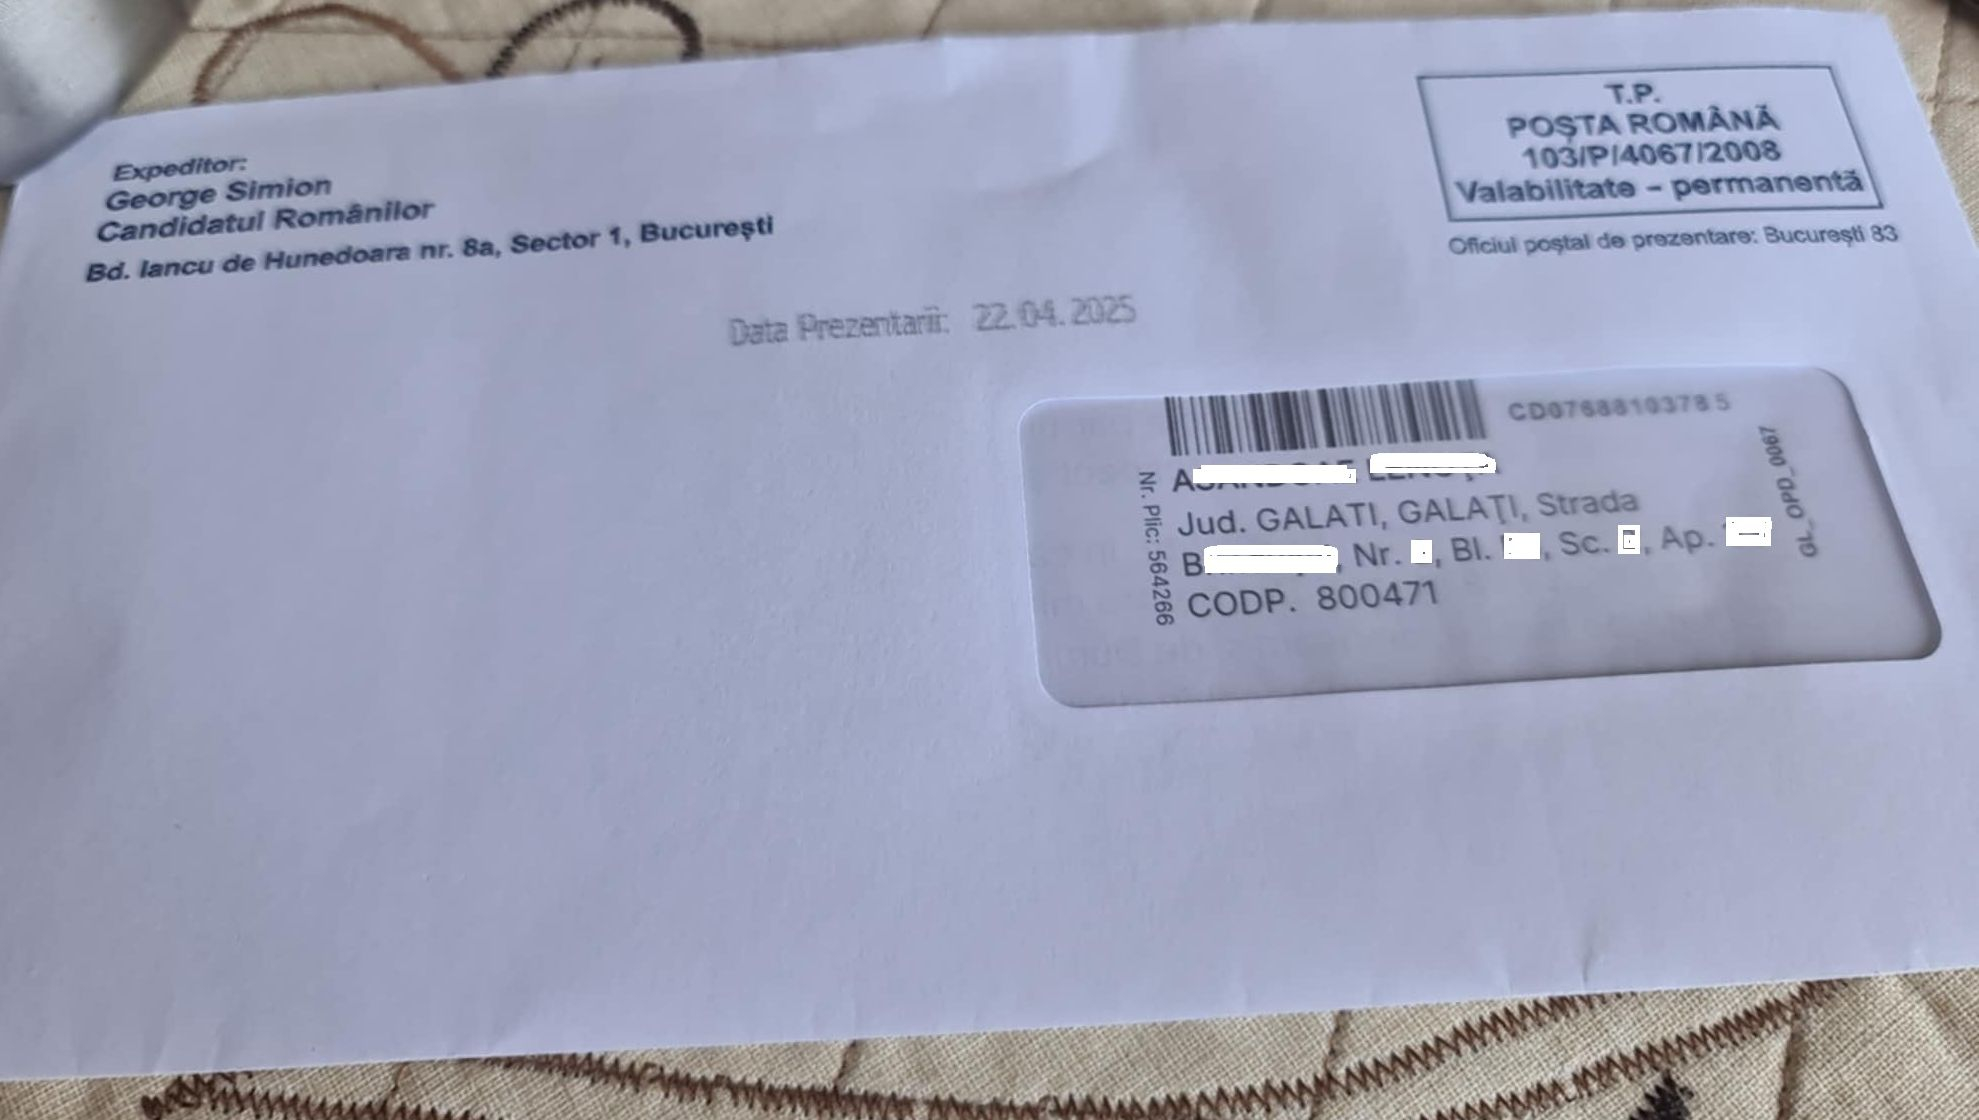 Expeditor:
George Simion
Candidatul Românilor
Bd. Iancu de Hunedoara nr. 8a, Sector 1, București
T.P.
POȘTA ROMÂNĂ
103/P/4067/2008
Valabilitate – permanentă
Oficiul poștal de prezentare: București 83
Data Prezentarii: 22.04.2025
CD07688103785
Nr. Plic: 564266
Jud. GALATI, GALAȚI, Strada
Nr. , Bl. , Sc. , Ap.
CODP. 800471
GL_OPD_0067